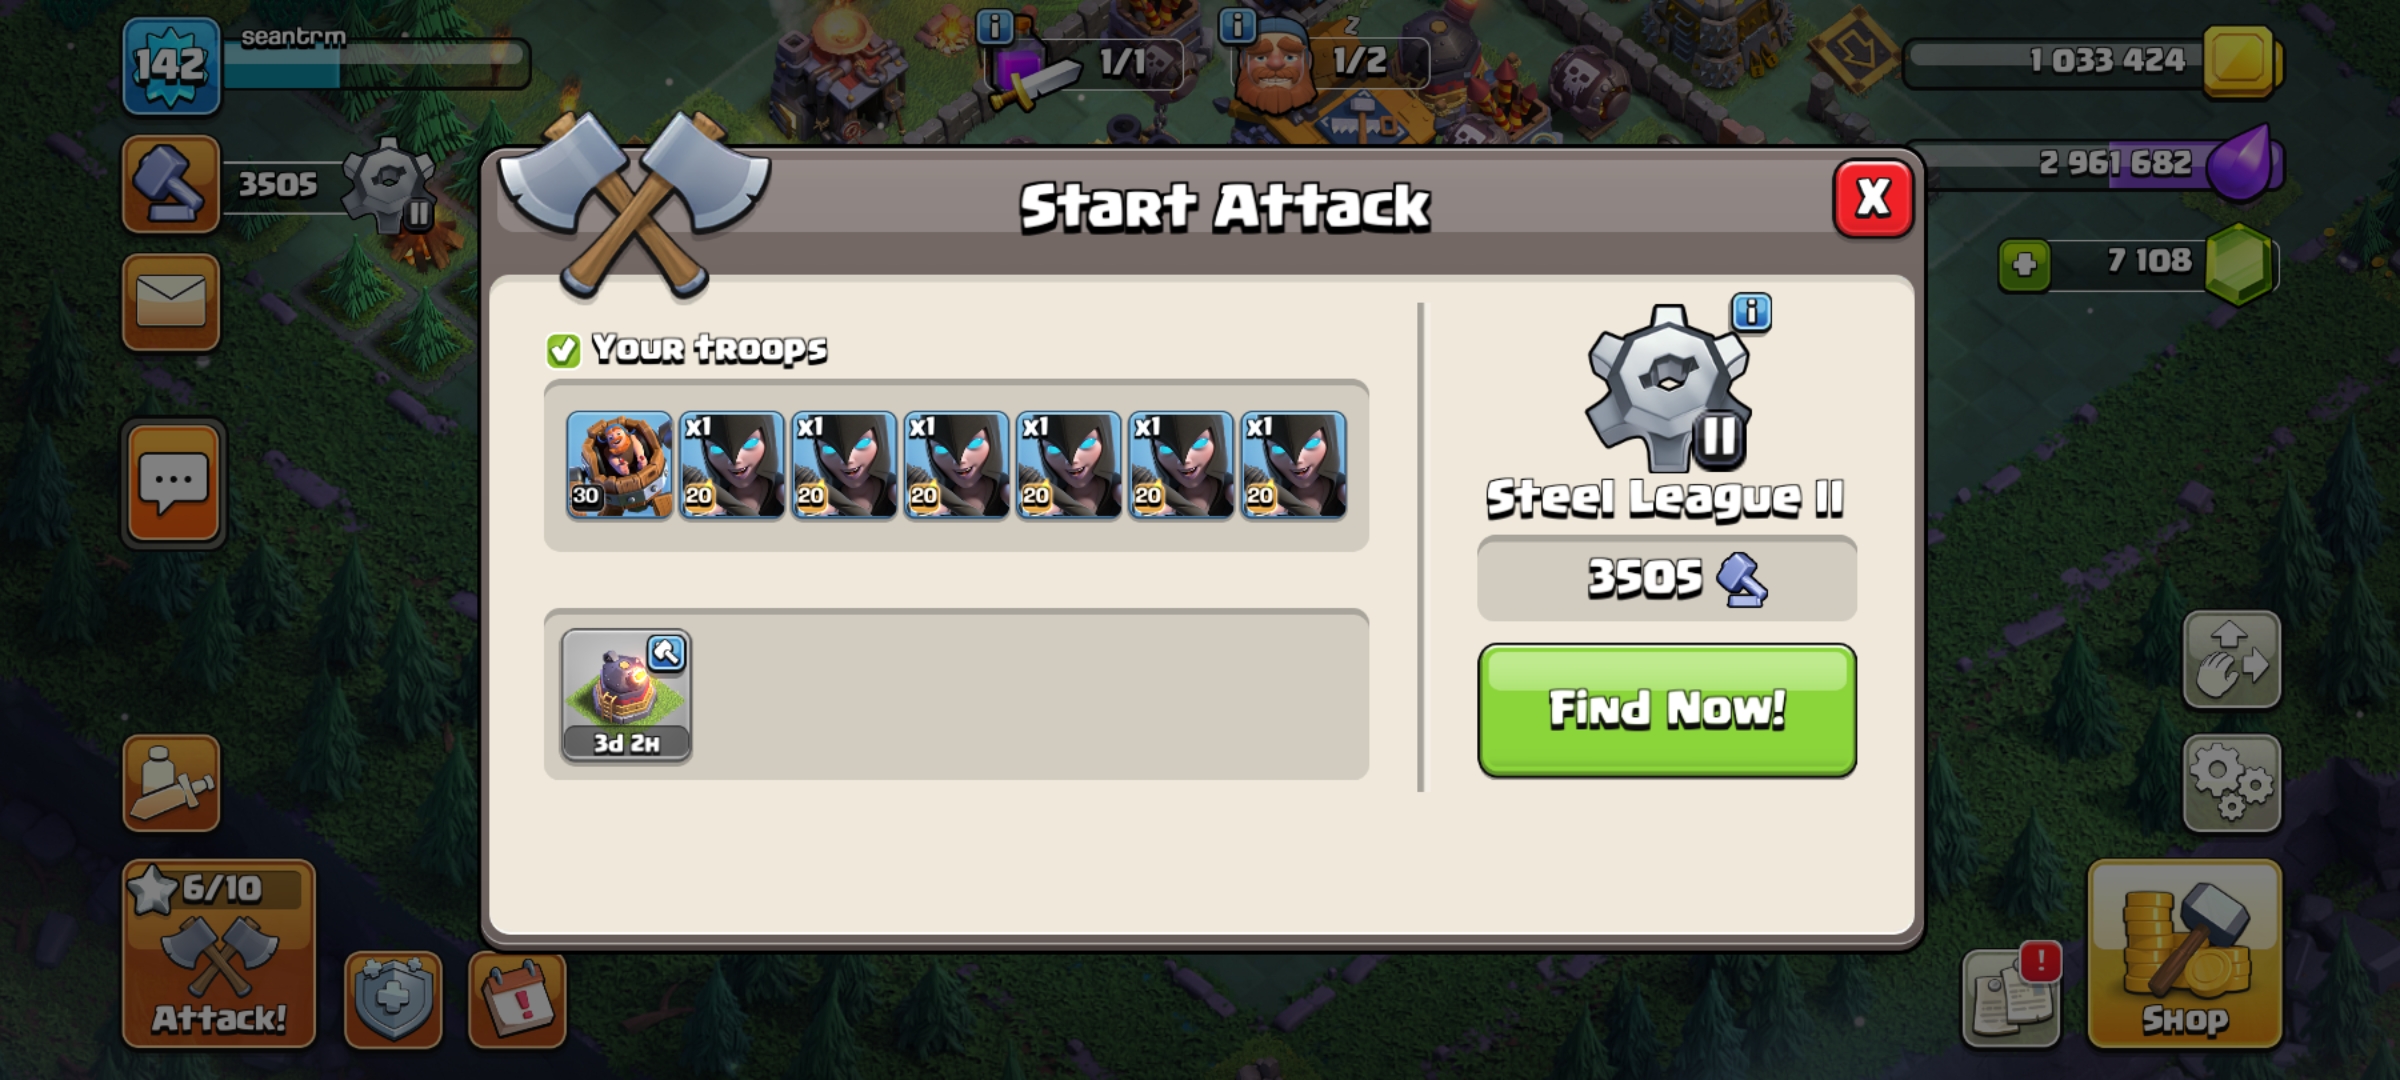 142
seantrm
1/1
1/2
1 033 424
3505
II
2 961 682
7 108
Start Attack
X
Your troops
30
x1
20
x1
20
x1
20
x1
20
x1
20
x1
20
II
Steel League II
3505
Find Now!
3d 2H
6/10
Attack!
Shop